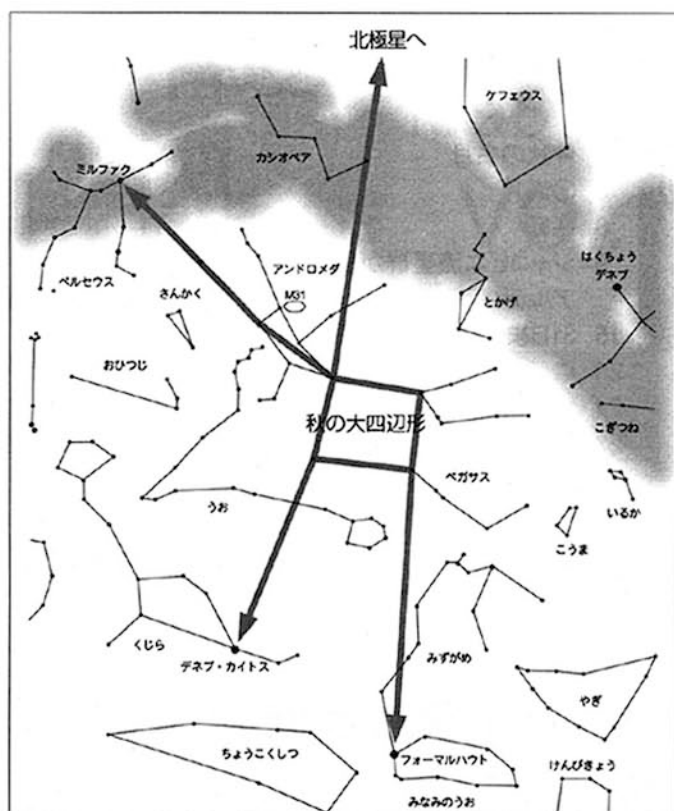 北極星へ
ケフェウス
カシオペア
ミルファク
はくちょう
デネブ
アンドロメダ
ペルセウス
さんかく
M31
とかげ
おひつじ
こぎつね
秋の大四辺形
ペガサス
いるか
うお
こうま
くじら
デネブ・カイトス
みずがめ
やぎ
ちょうこくしつ
フォーマルハウト
けんびきょう
みなみのうお